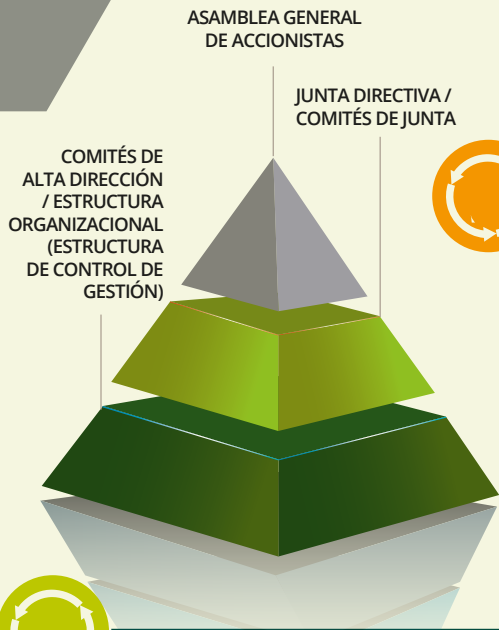 ASAMBLEA GENERAL
DE ACCIONISTAS
JUNTA DIRECTIVA /
COMITÉS DE JUNTA
COMITÉS DE
ALTA DIRECCIÓN
/ ESTRUCTURA
ORGANIZACIONAL
(ESTRUCTURA
DE CONTROL DE
GESTIÓN)